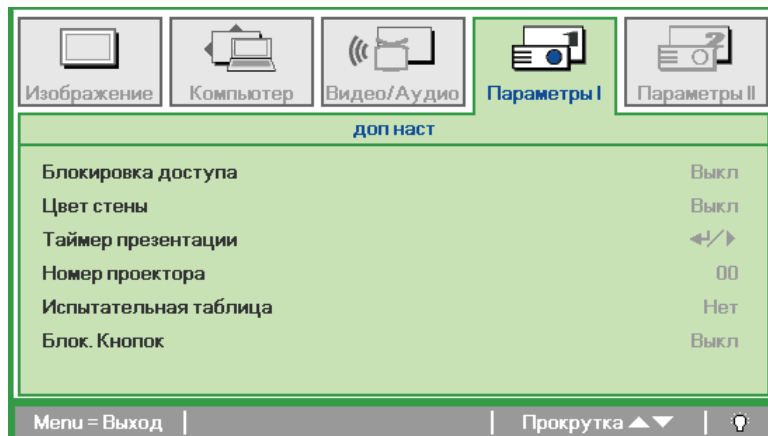 Изображение
Компьютер
Видео/Аудио
Параметры I
Параметры II
доп наст
Блокировка доступа Выкл
Цвет стены Выкл
Таймер презентации
Номер проектора 00
Испытательная таблица Нет
Блок. Кнопок Выкл
Menu = Выход Прокрутка